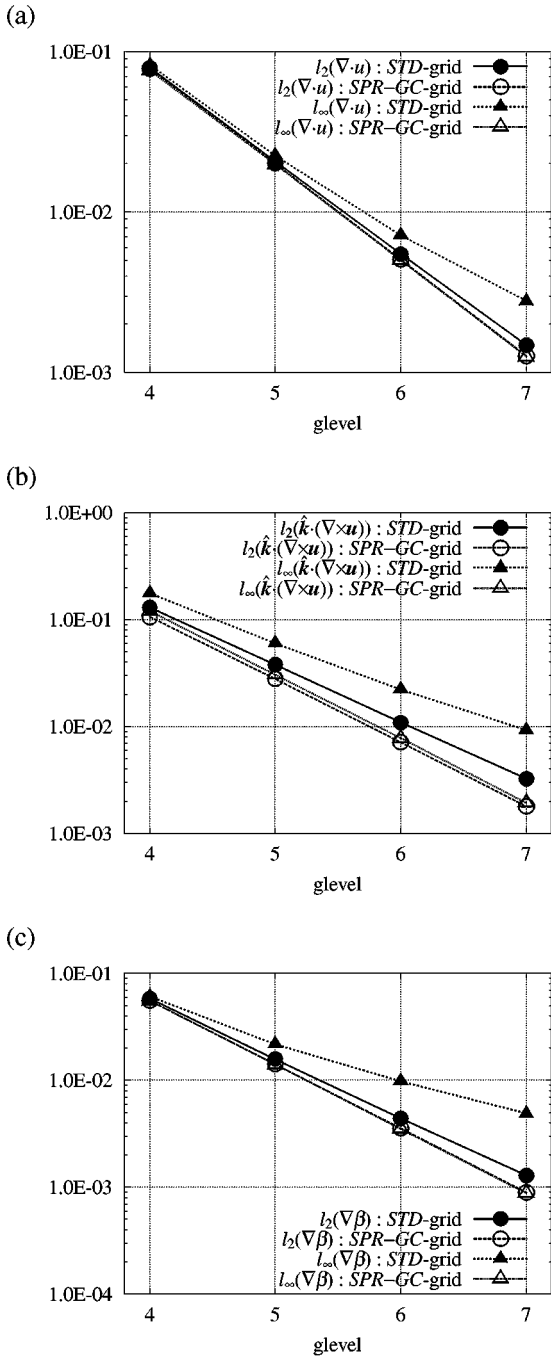 (a)
1.0E-01
l₂(∇·u) : STD-grid
l₂(∇·u) : SPR–GC-grid
l∞(∇·u) : STD-grid
l∞(∇·u) : SPR–GC-grid
1.0E-02
1.0E-03
4 5 6 7
glevel
(b)
1.0E+00
l₂(k̂·(∇×u)) : STD-grid
l₂(k̂·(∇×u)) : SPR–GC-grid
l∞(k̂·(∇×u)) : STD-grid
l∞(k̂·(∇×u)) : SPR–GC-grid
1.0E-01
1.0E-02
1.0E-03
4 5 6 7
glevel
(c)
1.0E-01
1.0E-02
1.0E-03
l₂(∇β) : STD-grid
l₂(∇β) : SPR–GC-grid
l∞(∇β) : STD-grid
l∞(∇β) : SPR–GC-grid
1.0E-04
4 5 6 7
glevel